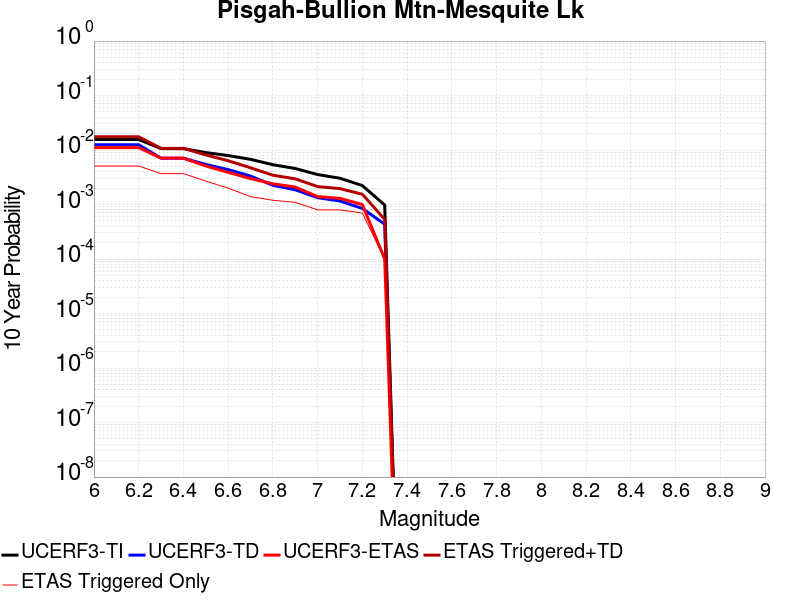 Pisgah-Bullion Mtn-Mesquite Lk
10^0
10^-1
10^-2
10^-3
10^-4
10^-5
10^-6
10^-7
10^-8
10 Year Probability
6 6.2 6.4 6.6 6.8 7 7.2 7.4 7.6 7.8 8 8.2 8.4 8.6 8.8 9
Magnitude
UCERF3-TI UCERF3-TD UCERF3-ETAS ETAS Triggered+TD
ETAS Triggered Only